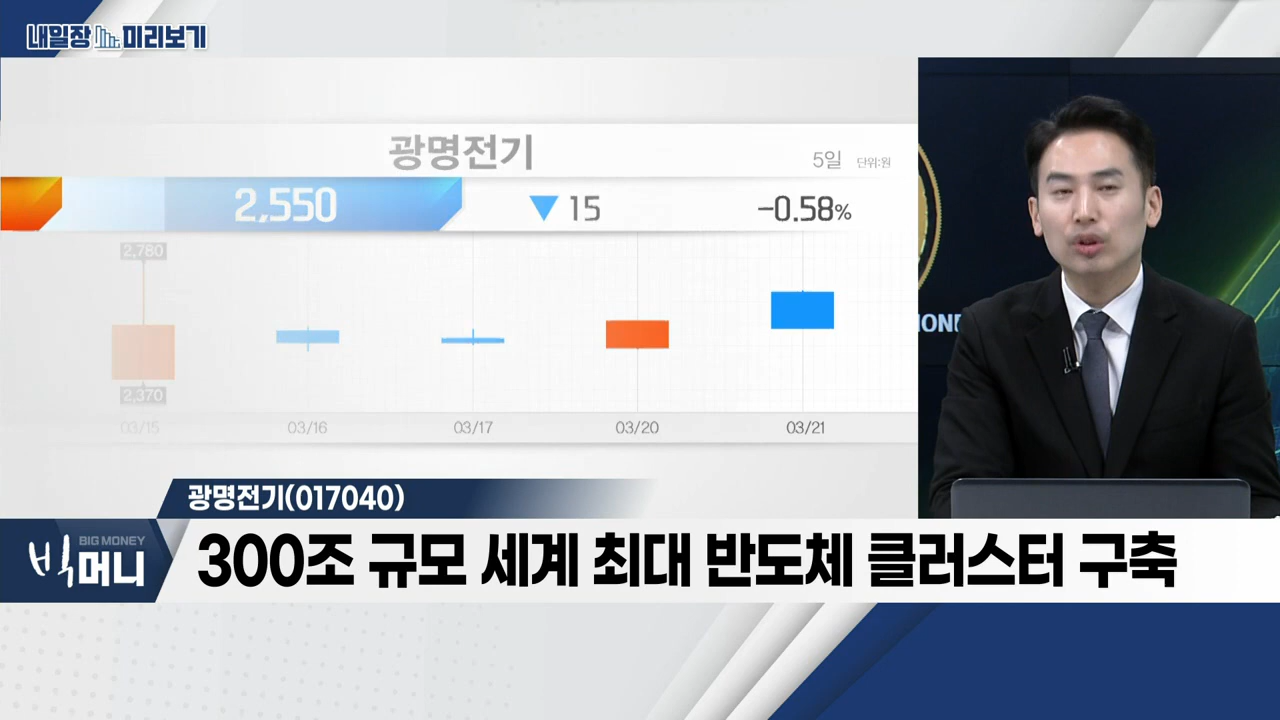 내일장 미리보기
광명전기
5일 단위:원
2,550 ▼ 15 -0.58%
2,780
2,370
03/15 03/16 03/17 03/20 03/21
광명전기(017040)
BIG MONEY
빅머니
300조 규모 세계 최대 반도체 클러스터 구축